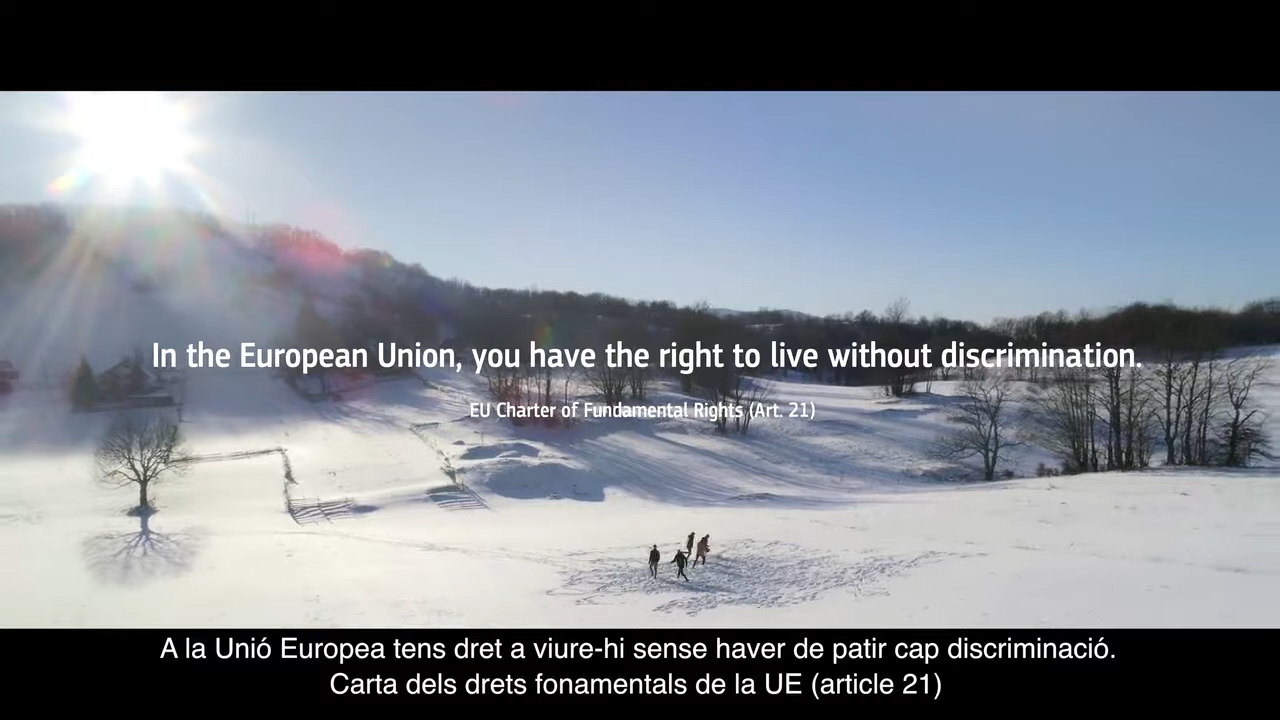 In the European Union, you have the right to live without discrimination.
EU Charter of Fundamental Rights (Art. 21)
A la Unió Europea tens dret a viure-hi sense haver de patir cap discriminació.
Carta dels drets fonamentals de la UE (article 21)